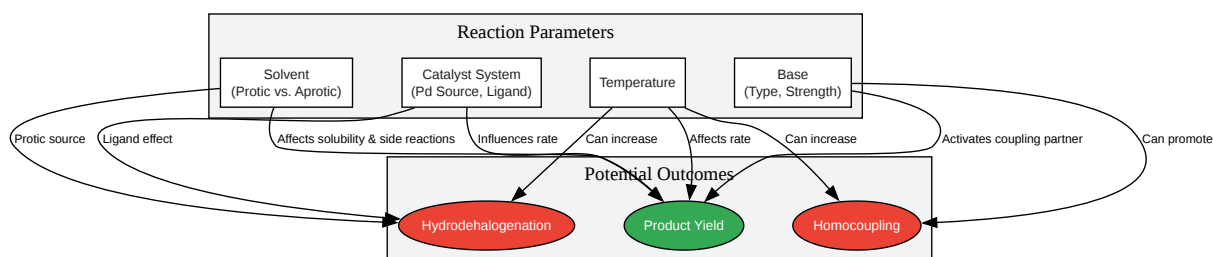 Reaction Parameters
Solvent
(Protic vs. Aprotic)
Catalyst System
(Pd Source, Ligand)
Temperature
Base
(Type, Strength)
Protic source
Ligand effect
Affects solubility & side reactions
Influences rate
Can increase
Affects rate
Can increase
Activates coupling partner
Can promote
Potential Outcomes
Hydrodehalogenation
Product Yield
Homocoupling